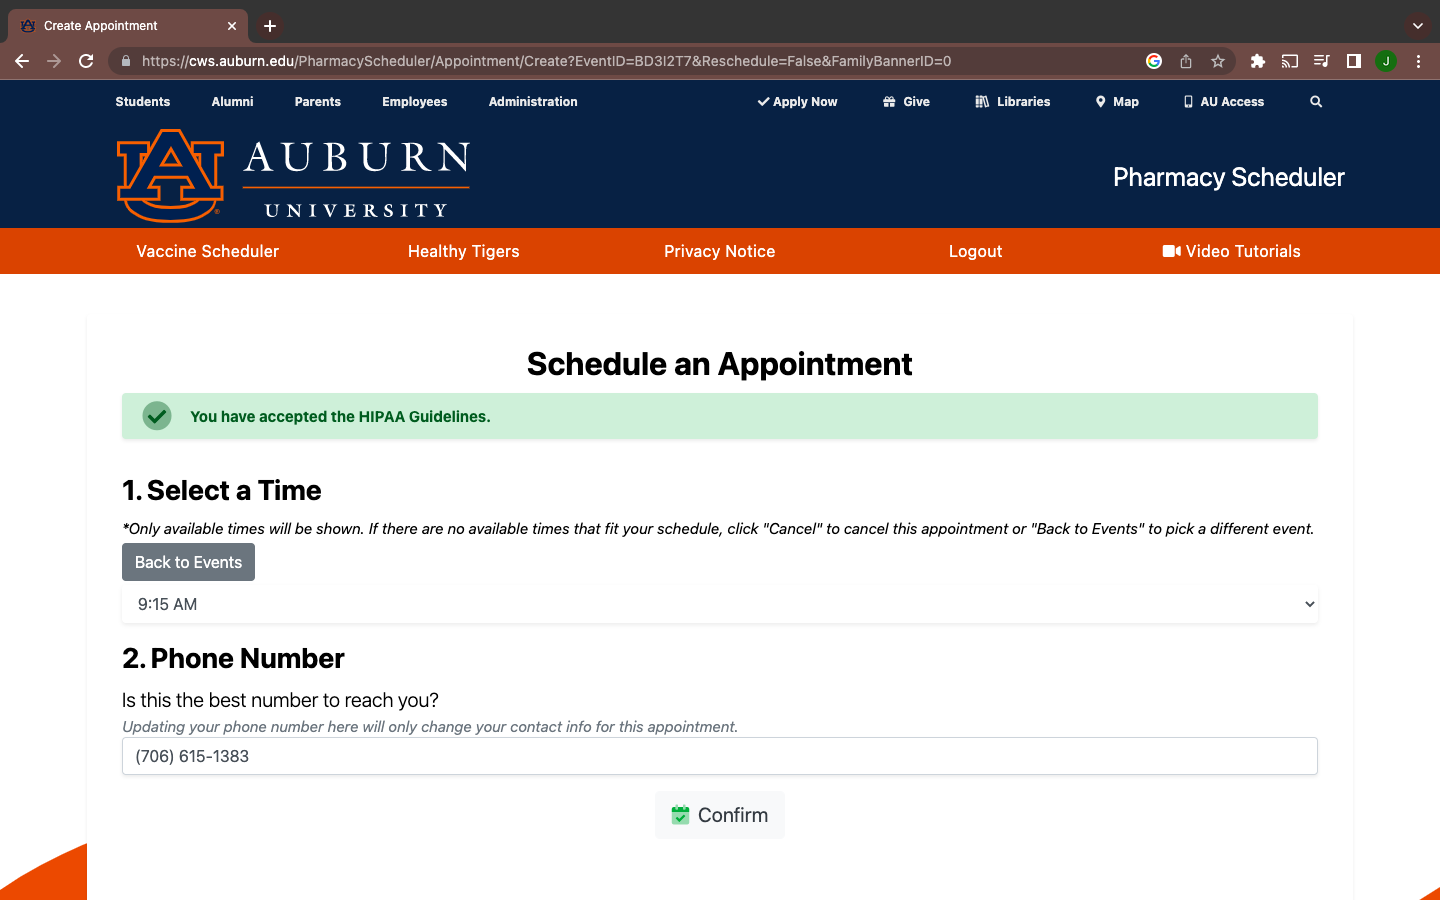 Create Appointment
https://cws.auburn.edu/PharmacyScheduler/Appointment/Create?EventID=BD3I2T7&Reschedule=False&FamilyBannerID=0
J
Students Alumni Parents Employees Administration Apply Now Give Libraries Map AU Access
AUBURN
UNIVERSITY
Pharmacy Scheduler
Vaccine Scheduler Healthy Tigers Privacy Notice Logout Video Tutorials
Schedule an Appointment
You have accepted the HIPAA Guidelines.
1. Select a Time
*Only available times will be shown. If there are no available times that fit your schedule, click "Cancel" to cancel this appointment or "Back to Events" to pick a different event.
Back to Events
9:15 AM
2. Phone Number
Is this the best number to reach you?
Updating your phone number here will only change your contact info for this appointment.
(706) 615-1383
Confirm